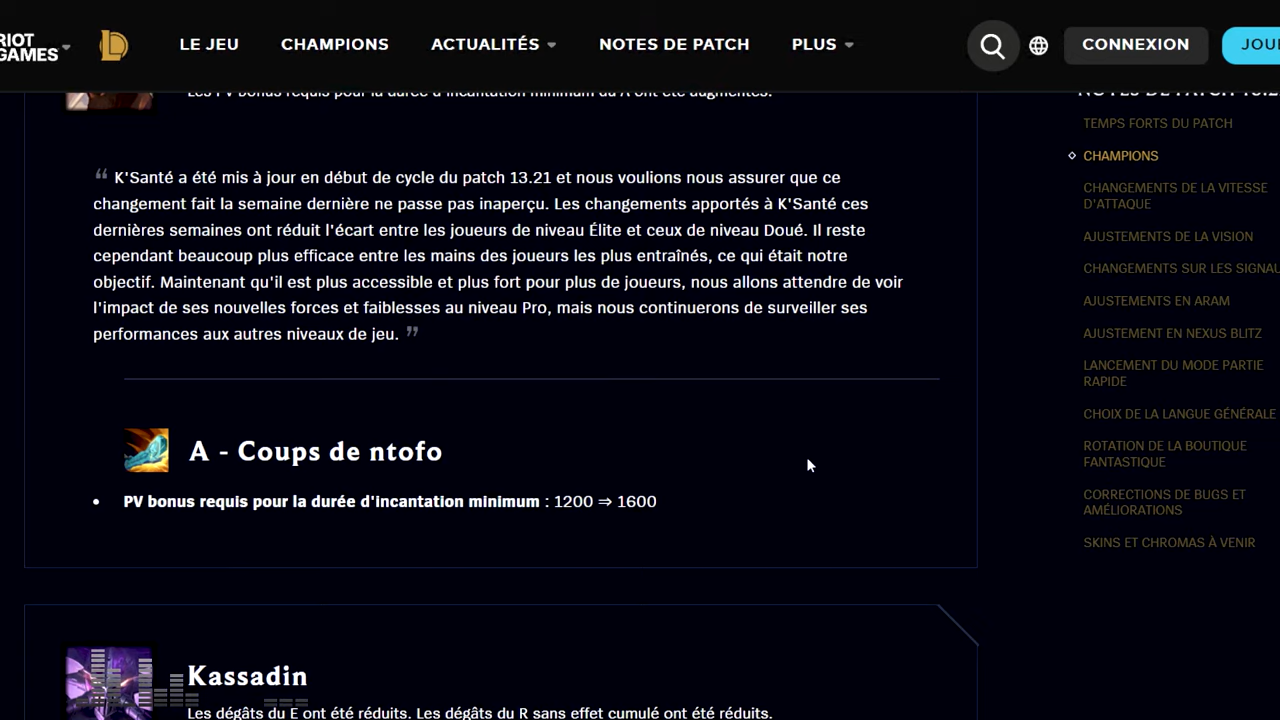 RIOT
GAMES
LE JEU
CHAMPIONS
ACTUALITÉS
NOTES DE PATCH
PLUS
CONNEXION
Les PV bonus requis pour la durée d'incantation minimum du A ont été augmentés.
“ K'Santé a été mis à jour en début de cycle du patch 13.21 et nous voulions nous assurer que ce
changement fait la semaine dernière ne passe pas inaperçu. Les changements apportés à K'Santé ces
dernières semaines ont réduit l'écart entre les joueurs de niveau Élite et ceux de niveau Doué. Il reste
cependant beaucoup plus efficace entre les mains des joueurs les plus entraînés, ce qui était notre
objectif. Maintenant qu'il est plus accessible et plus fort pour plus de joueurs, nous allons attendre de voir
l'impact de ses nouvelles forces et faiblesses au niveau Pro, mais nous continuerons de surveiller ses
performances aux autres niveaux de jeu. ”
A - Coups de ntofo
• PV bonus requis pour la durée d'incantation minimum : 1200 ⇒ 1600
Kassadin
Les dégâts du E ont été réduits. Les dégâts du R sans effet cumulé ont été réduits.
NOTES DE PATCH
TEMPS FORTS DU PATCH
CHAMPIONS
CHANGEMENTS DE LA VITESSE
D'ATTAQUE
AJUSTEMENTS DE LA VISION
CHANGEMENTS SUR LES
AJUSTEMENTS EN ARAM
AJUSTEMENT EN NEXUS BLITZ
LANCEMENT DU MODE PARTIE
RAPIDE
CHOIX DE LA LANGUE GÉNÉRALE
ROTATION DE LA BOUTIQUE
FANTASTIQUE
CORRECTIONS DE BUGS ET
AMÉLIORATIONS
SKINS ET CHROMAS À VENIR